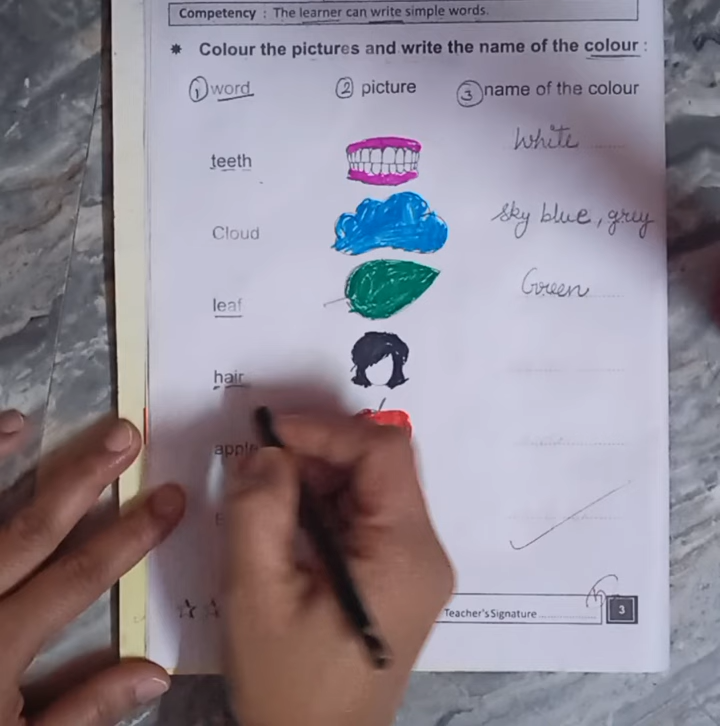 Competency : The learner can write simple words.
* Colour the pictures and write the name of the colour :
1 word 2 picture 3 name of the colour
teeth White
Cloud sky blue, grey
leaf Green
hair
apple
Teacher's Signature 3